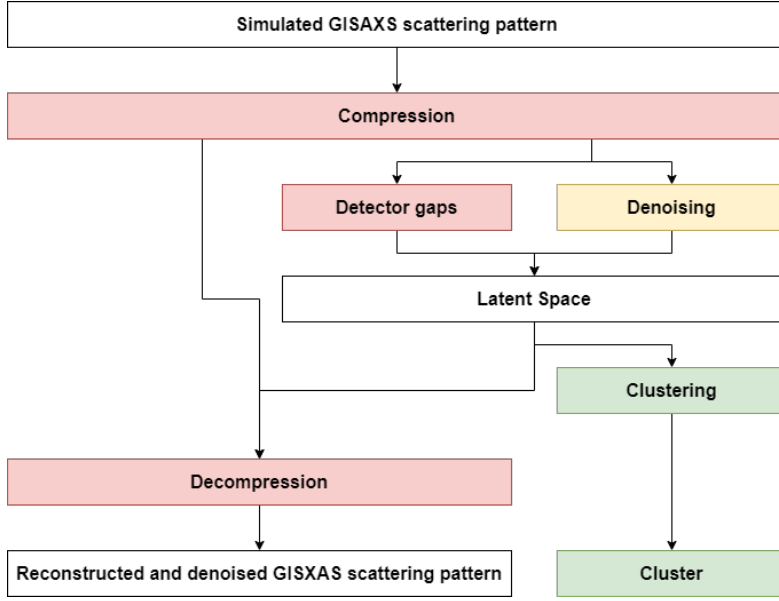 Simulated GISAXS scattering pattern
Compression
Detector gaps
Denoising
Latent Space
Clustering
Decompression
Reconstructed and denoised GISXAS scattering pattern
Cluster